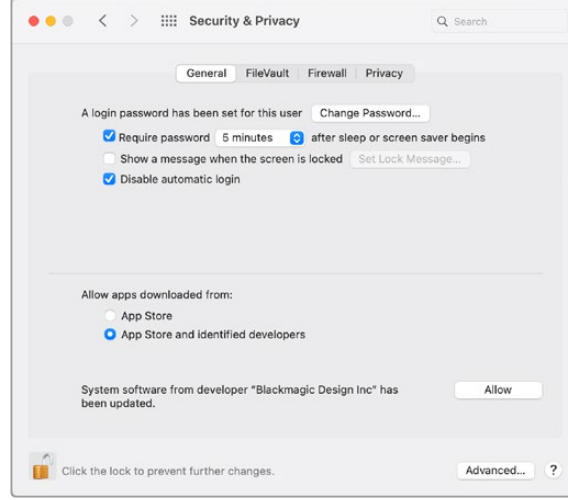 Security & Privacy
Search
General FileVault Firewall Privacy
A login password has been set for this user Change Password...
Require password 5 minutes after sleep or screen saver begins
Show a message when the screen is locked Set Lock Message...
Disable automatic login
Allow apps downloaded from:
App Store
App Store and identified developers
System software from developer "Blackmagic Design Inc" has
been updated.
Allow
Click the lock to prevent further changes.
Advanced... ?